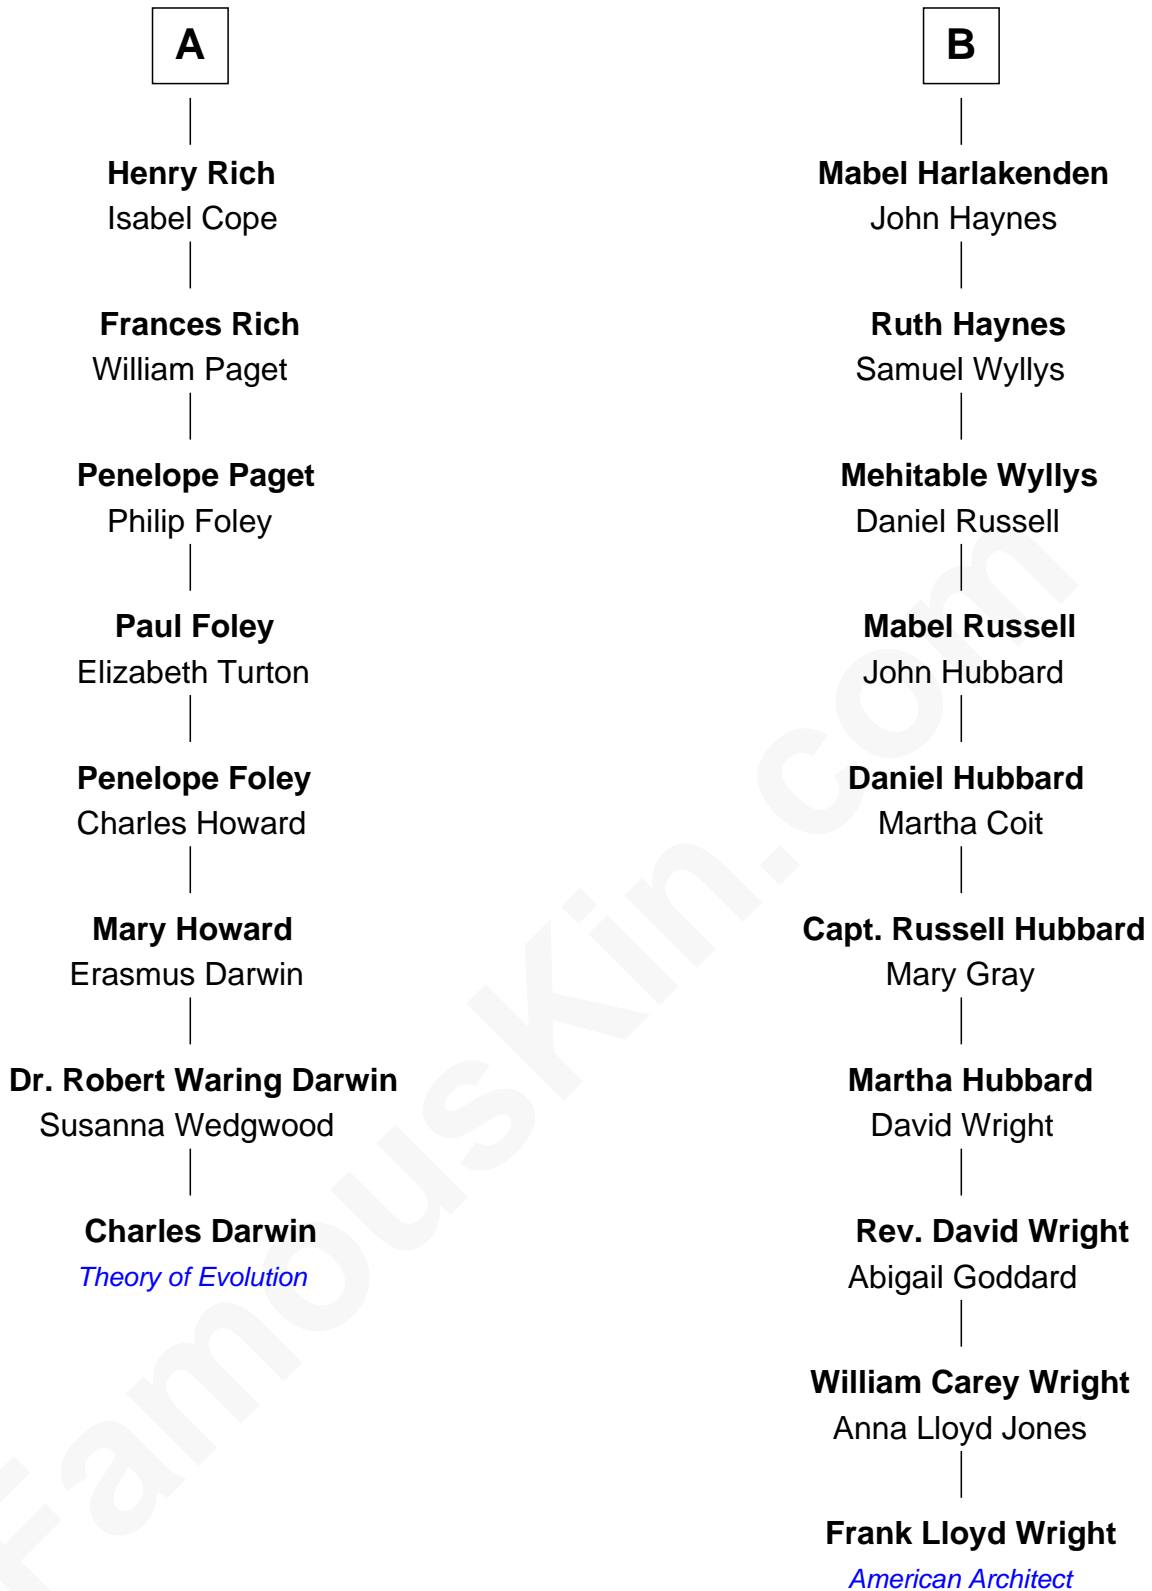 A
Henry Rich
Isabel Cope
Frances Rich
William Paget
Penelope Paget
Philip Foley
Paul Foley
Elizabeth Turton
Penelope Foley
Charles Howard
Mary Howard
Erasmus Darwin
Dr. Robert Waring Darwin
Susanna Wedgwood
Charles Darwin
Theory of Evolution
B
Mabel Harlakenden
John Haynes
Ruth Haynes
Samuel Wyllys
Mehitable Wyllys
Daniel Russell
Mabel Russell
John Hubbard
Daniel Hubbard
Martha Coit
Capt. Russell Hubbard
Mary Gray
Martha Hubbard
David Wright
Rev. David Wright
Abigail Goddard
William Carey Wright
Anna Lloyd Jones
Frank Lloyd Wright
American Architect
FamousKin.com